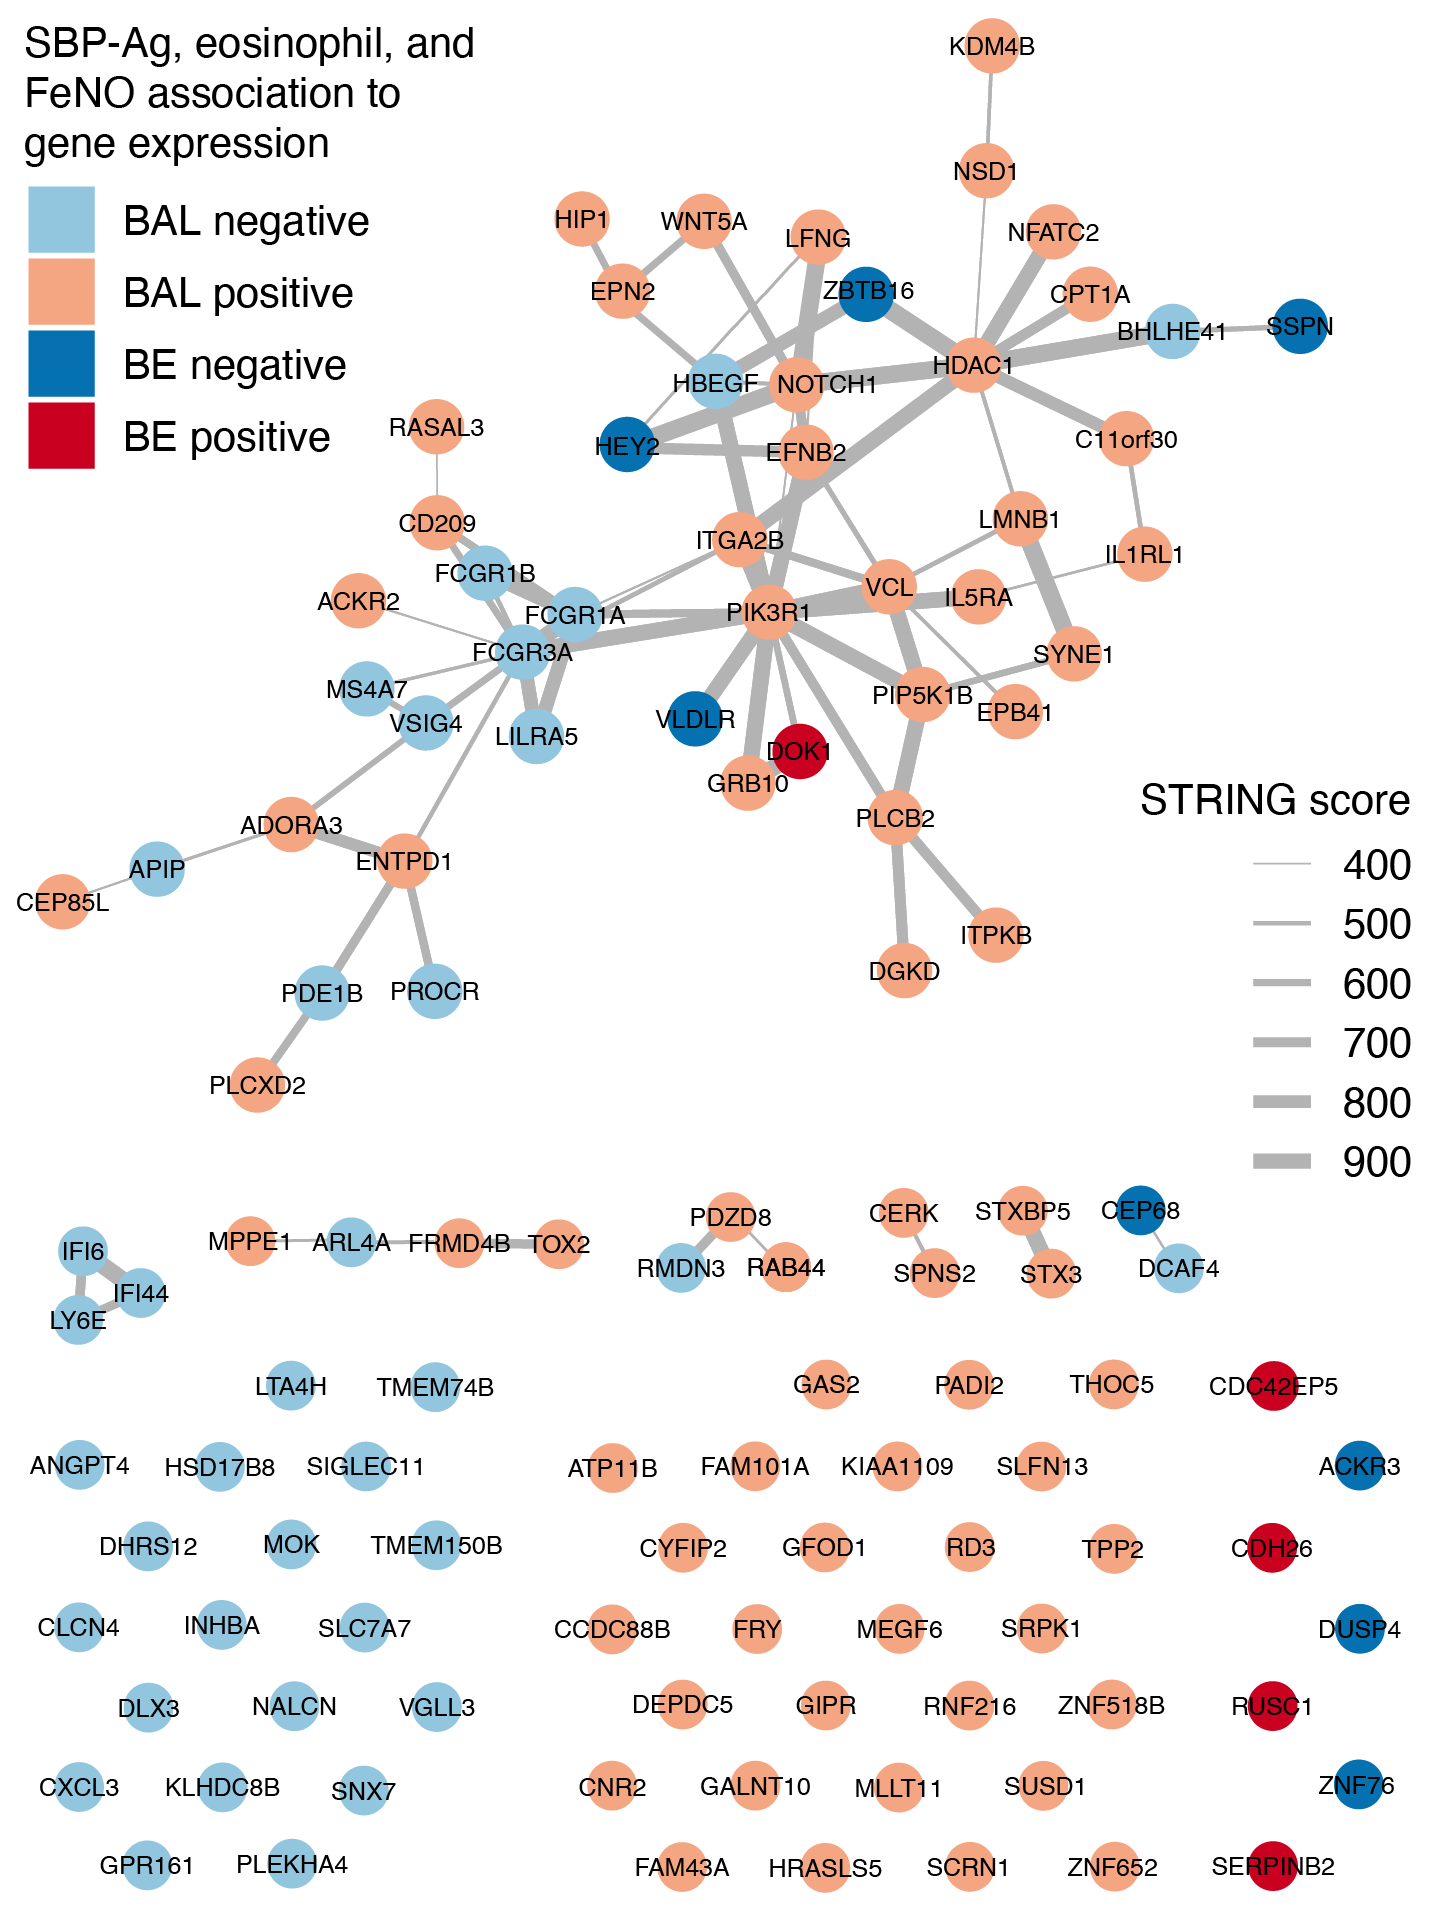 SBP-Ag, eosinophil, and
FeNO association to
gene expression
BAL negative
BAL positive
BE negative
BE positive
KDM4B
NSD1
HIP1
WNT5A
LFNG
NFATC2
EPN2
ZBTB16
CPT1A
BHLHE41
SSPN
HBEGF
NOTCH1
HDAC1
RASAL3
HEY2
EFNB2
C11orf30
CD209
ITGA2B
LMNB1
IL1RL1
FCGR1B
ACKR2
FCGR1A
PIK3R1
VCL
IL5RA
FCGR3A
SYNE1
MS4A7
VSIG4
LILRA5
VLDLR
PIP5K1B
EPB41
DOK1
GRB10
ADORA3
PLCB2
APIP
ENTPD1
CEP85L
ITPKB
DGKD
PDE1B
PROCR
PLCXD2
STRING score
400
500
600
700
800
900
IFI6
IFI44
LY6E
MPPE1
ARL4A
FRMD4B
TOX2
PDZD8
RMDN3
RAB44
CERK
SPNS2
STXBP5
STX3
CEP68
DCAF4
LTA4H
TMEM74B
GAS2
PADI2
THOC5
CDC42EP5
ANGPT4
HSD17B8
SIGLEC11
ATP11B
FAM101A
KIAA1109
SLFN13
ACKR3
DHRS12
MOK
TMEM150B
CYFIP2
GFOD1
RD3
TPP2
CDH26
CLCN4
INHBA
SLC7A7
CCDC88B
FRY
MEGF6
SRPK1
DUSP4
DLX3
NALCN
VGLL3
DEPDC5
GIPR
RNF216
ZNF518B
RUSC1
CXCL3
KLHDC8B
SNX7
CNR2
GALNT10
MLLT11
SUSD1
ZNF76
GPR161
PLEKHA4
FAM43A
HRASLS5
SCRN1
ZNF652
SERPINB2